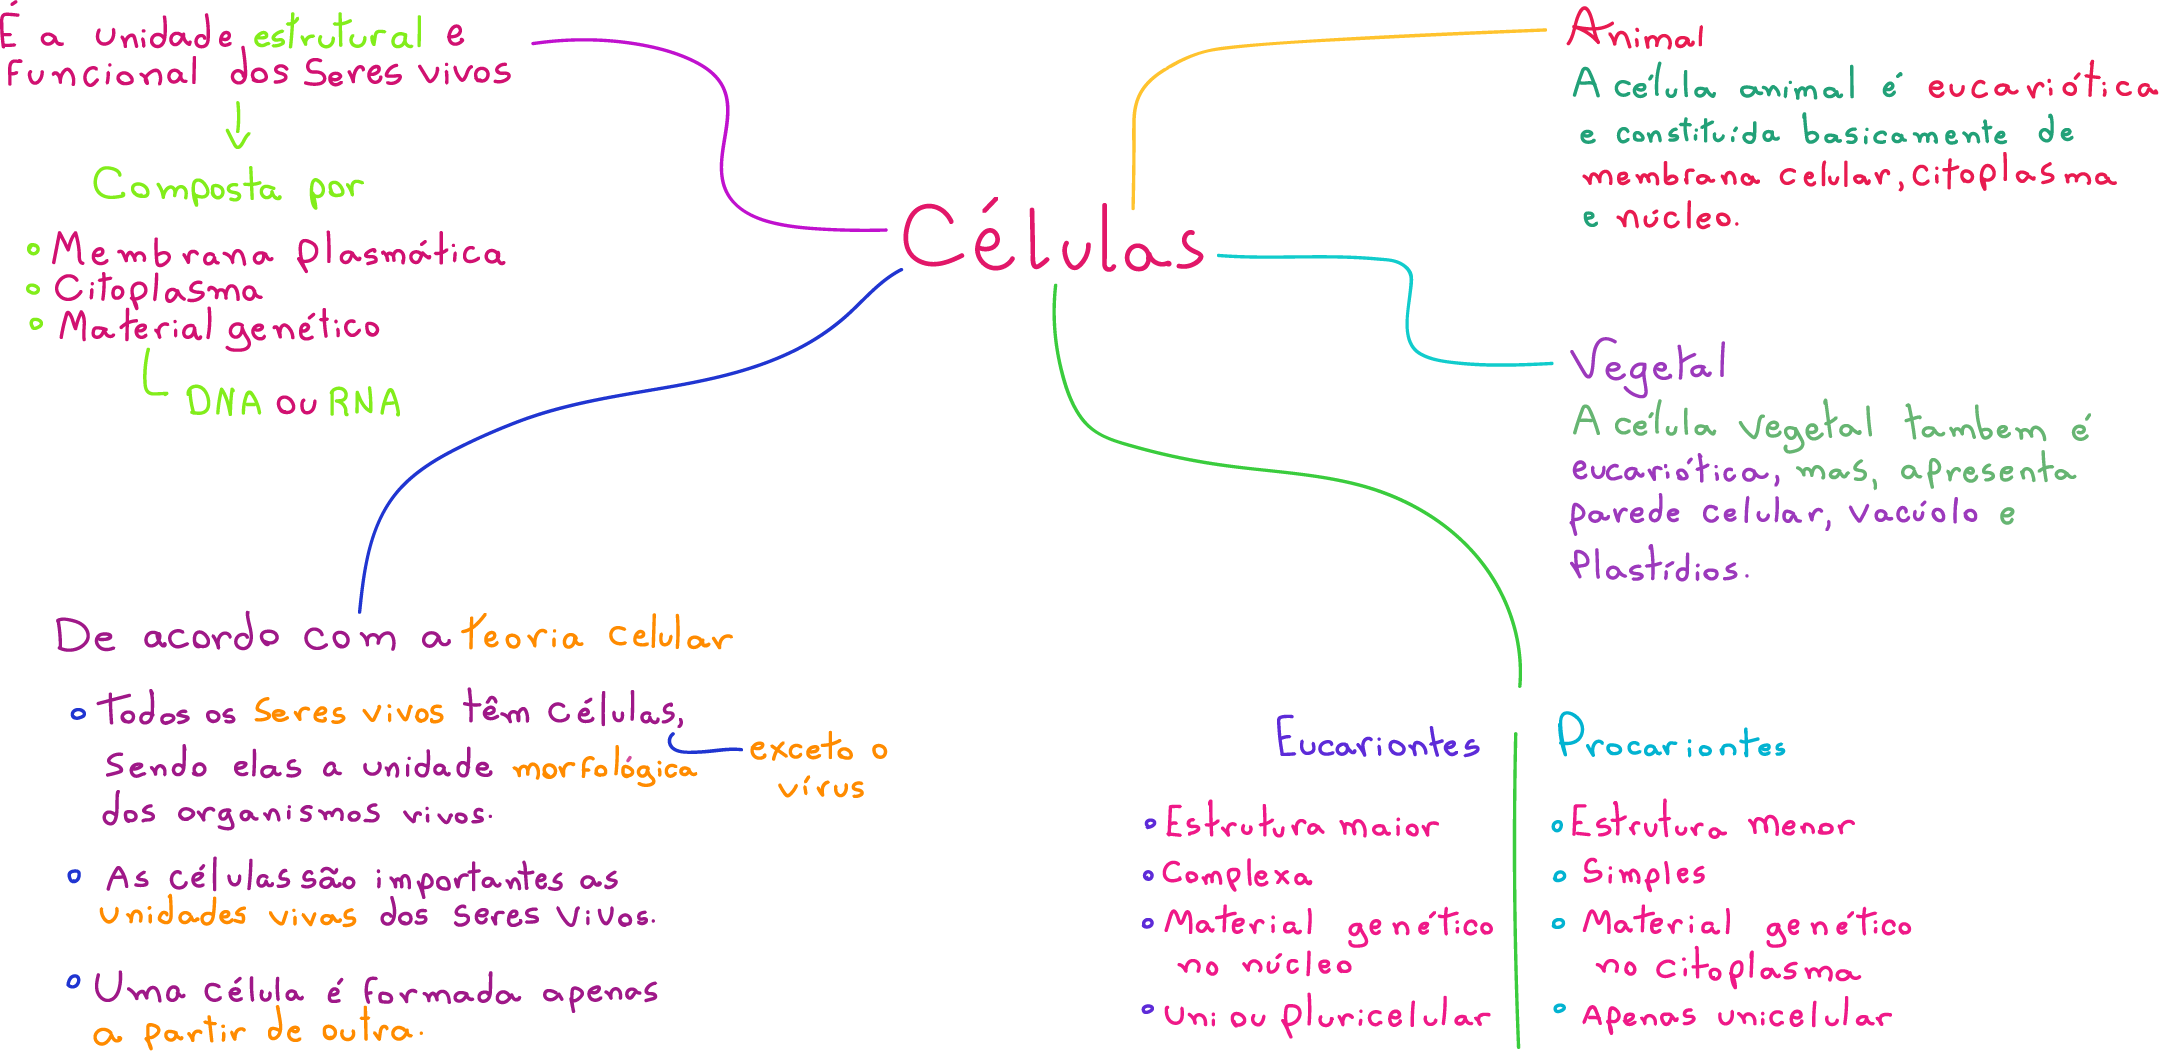 É a unidade estrutural e
funcional dos Seres vivos
Composta por
Membrana plasmática
Citoplasma
Material genético
DNA ou RNA
Células
Animal
A célula animal é eucariótica
e constituída basicamente de
membrana celular, citoplasma
e núcleo.
Vegetal
A célula vegetal tambem é
eucariótica, mas, apresenta
parede celular, vacúolo e
Plastídios.
De acordo com a teoria celular
Todos os Seres vivos têm células,
Sendo elas a unidade morfológica
dos organismos vivos.
exceto o
vírus
As células são importantes as
unidades vivas dos seres vivos.
Uma célula é formada apenas
a partir de outra.
Eucariontes
Estrutura maior
Complexa
Material genético
no núcleo
Uni ou pluricelular
Procariontes
Estrutura menor
Simples
Material genético
no citoplasma
Apenas unicelular